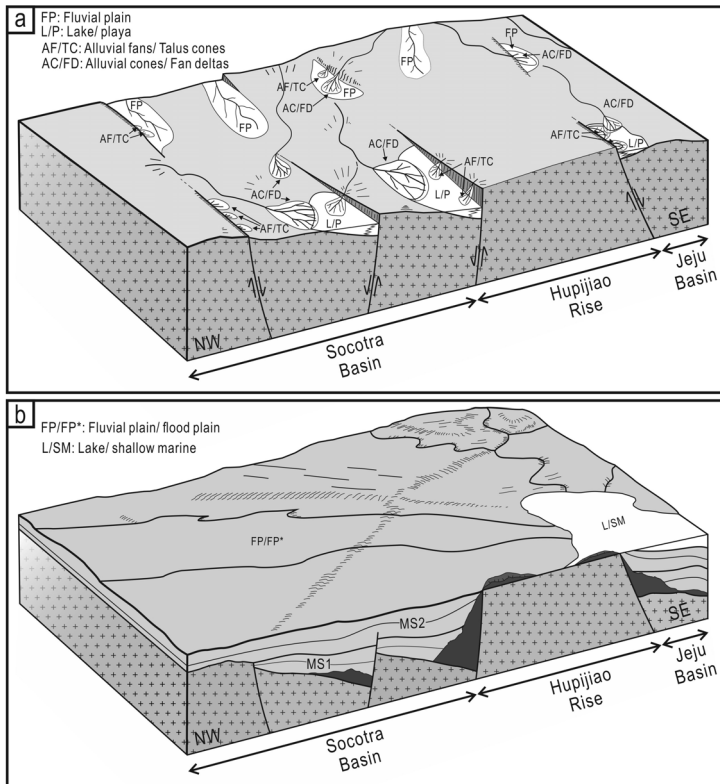 a
FP: Fluvial plain
L/P: Lake/ playa
AF/TC: Alluvial fans/ Talus cones
AC/FD: Alluvial cones/ Fan deltas
FP
FP
FP
AC/FD
AF/TC
FP
AC/FD
FP
AC/FD
AF/TC
L/P
AF/TC
AC/FD
AF/TC
AC/FD
L/P
AF/TC
L/P
NW
SE
Socotra
Basin
Hupijiao
Rise
Jeju
Basin
b
FP/FP*: Fluvial plain/ flood plain
L/SM: Lake/ shallow marine
L/SM
FP/FP*
MS2
MS1
NW
SE
Socotra
Basin
Hupijiao
Rise
Jeju
Basin